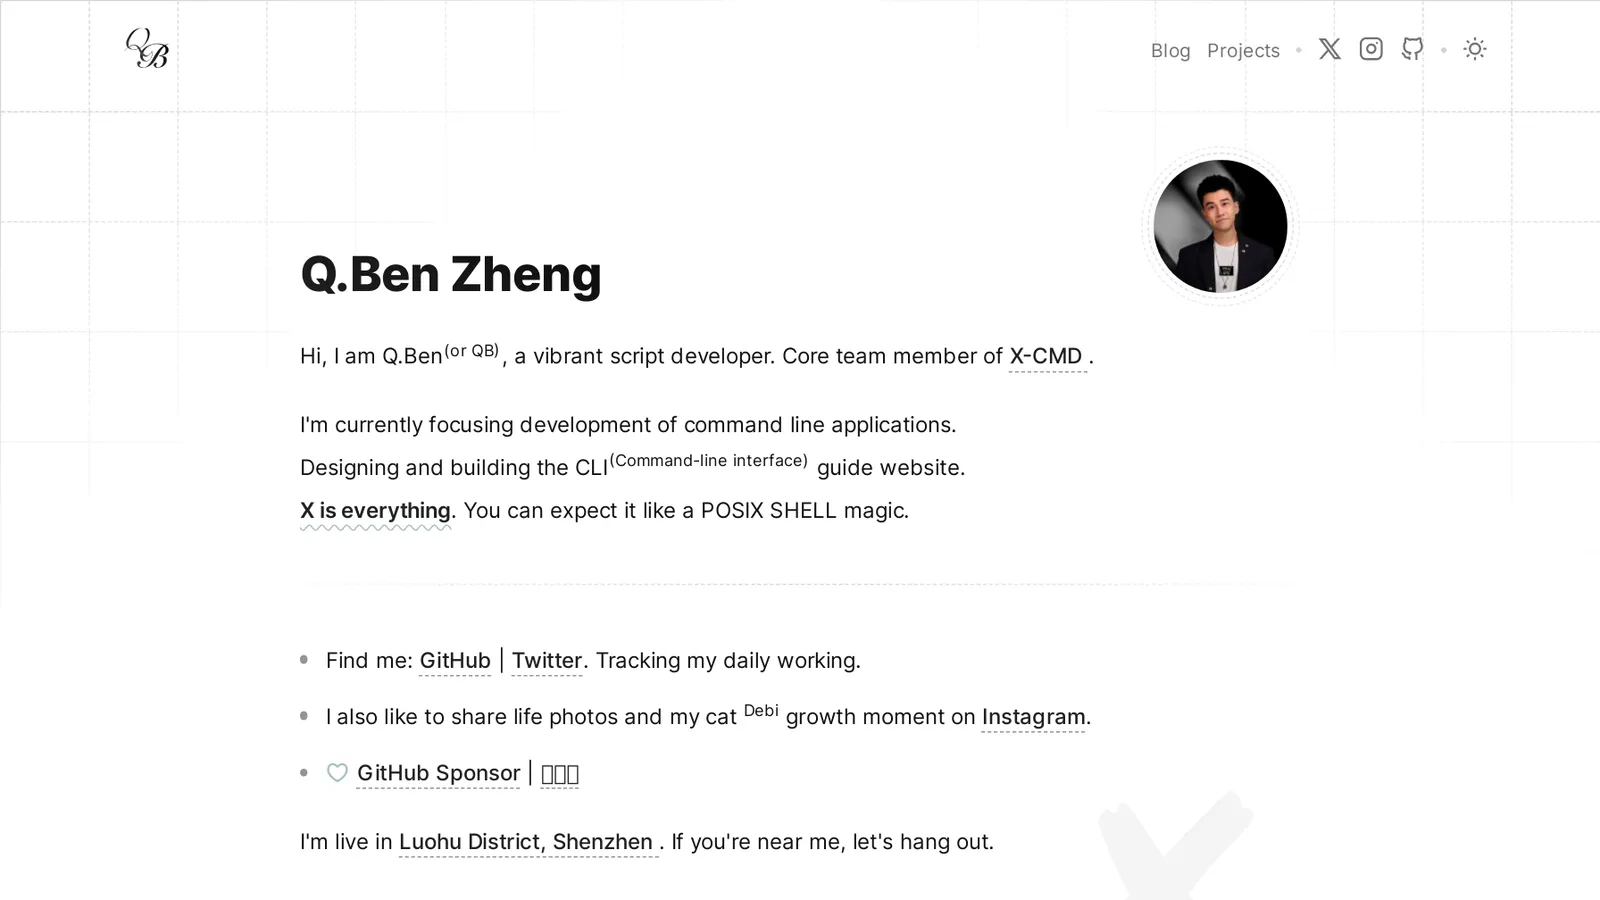 QB
Blog Projects
Q.Ben Zheng
Hi, I am Q.Ben(or QB), a vibrant script developer. Core team member of X-CMD .
I'm currently focusing development of command line applications.
Designing and building the CLI(Command-line interface) guide website.
X is everything. You can expect it like a POSIX SHELL magic.
Find me: GitHub | Twitter. Tracking my daily working.
I also like to share life photos and my cat Debi growth moment on Instagram.
GitHub Sponsor |
I'm live in Luohu District, Shenzhen . If you're near me, let's hang out.